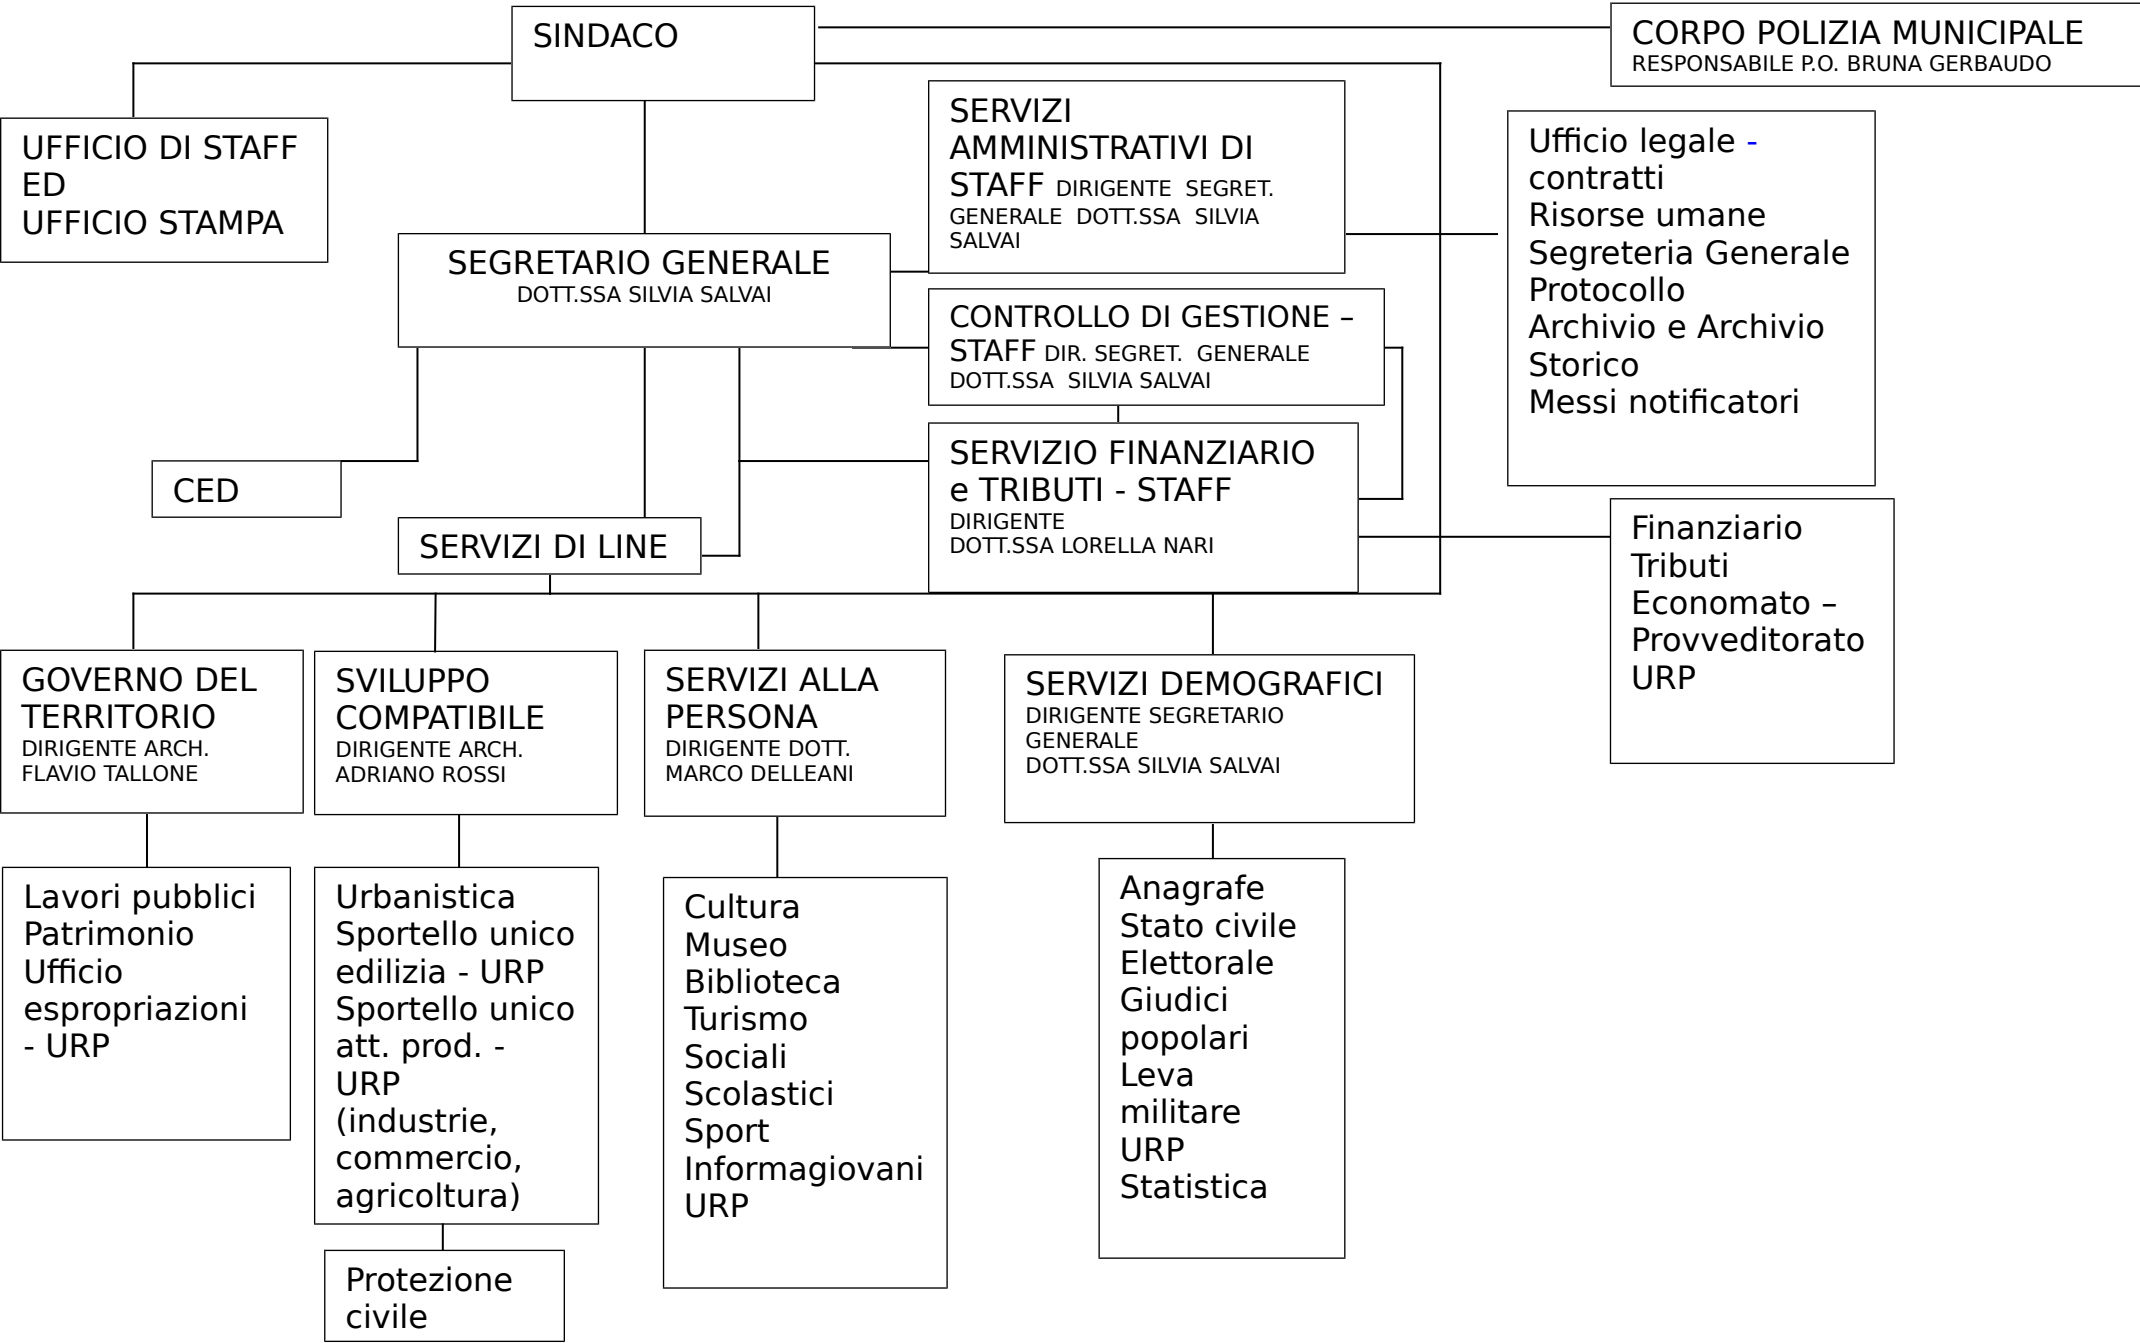 SINDACO
CORPO POLIZIA MUNICIPALE
RESPONSABILE P.O. BRUNA GERBAUDO
UFFICIO DI STAFF
ED
UFFICIO STAMPA
SERVIZI
AMMINISTRATIVI DI
STAFF DIRIGENTE SEGRET.
GENERALE DOTT.SSA SILVIA
SALVAI
Ufficio legale -
contratti
Risorse umane
Segreteria Generale
Protocollo
Archivio e Archivio
Storico
Messi notificatori
SEGRETARIO GENERALE
DOTT.SSA SILVIA SALVAI
CONTROLLO DI GESTIONE –
STAFF DIR. SEGRET. GENERALE
DOTT.SSA SILVIA SALVAI
CED
SERVIZIO FINANZIARIO
e TRIBUTI - STAFF
DIRIGENTE
DOTT.SSA LORELLA NARI
SERVIZI DI LINE
Finanziario
Tributi
Economato –
Provveditorato
URP
GOVERNO DEL
TERRITORIO
DIRIGENTE ARCH.
FLAVIO TALLONE
SVILUPPO
COMPATIBILE
DIRIGENTE ARCH.
ADRIANO ROSSI
SERVIZI ALLA
PERSONA
DIRIGENTE DOTT.
MARCO DELLEANI
SERVIZI DEMOGRAFICI
DIRIGENTE SEGRETARIO
GENERALE
DOTT.SSA SILVIA SALVAI
Lavori pubblici
Patrimonio
Ufficio
espropriazioni
- URP
Urbanistica
Sportello unico
edilizia - URP
Sportello unico
att. prod. -
URP
(industrie,
commercio,
agricoltura)
Cultura
Museo
Biblioteca
Turismo
Sociali
Scolastici
Sport
Informagiovani
URP
Anagrafe
Stato civile
Elettorale
Giudici
popolari
Leva
militare
URP
Statistica
Protezione
civile